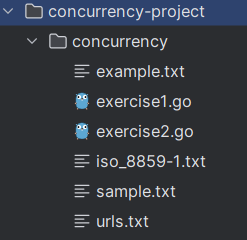 concurrency-project
concurrency
example.txt
exercise1.go
exercise2.go
iso_8859-1.txt
sample.txt
urls.txt